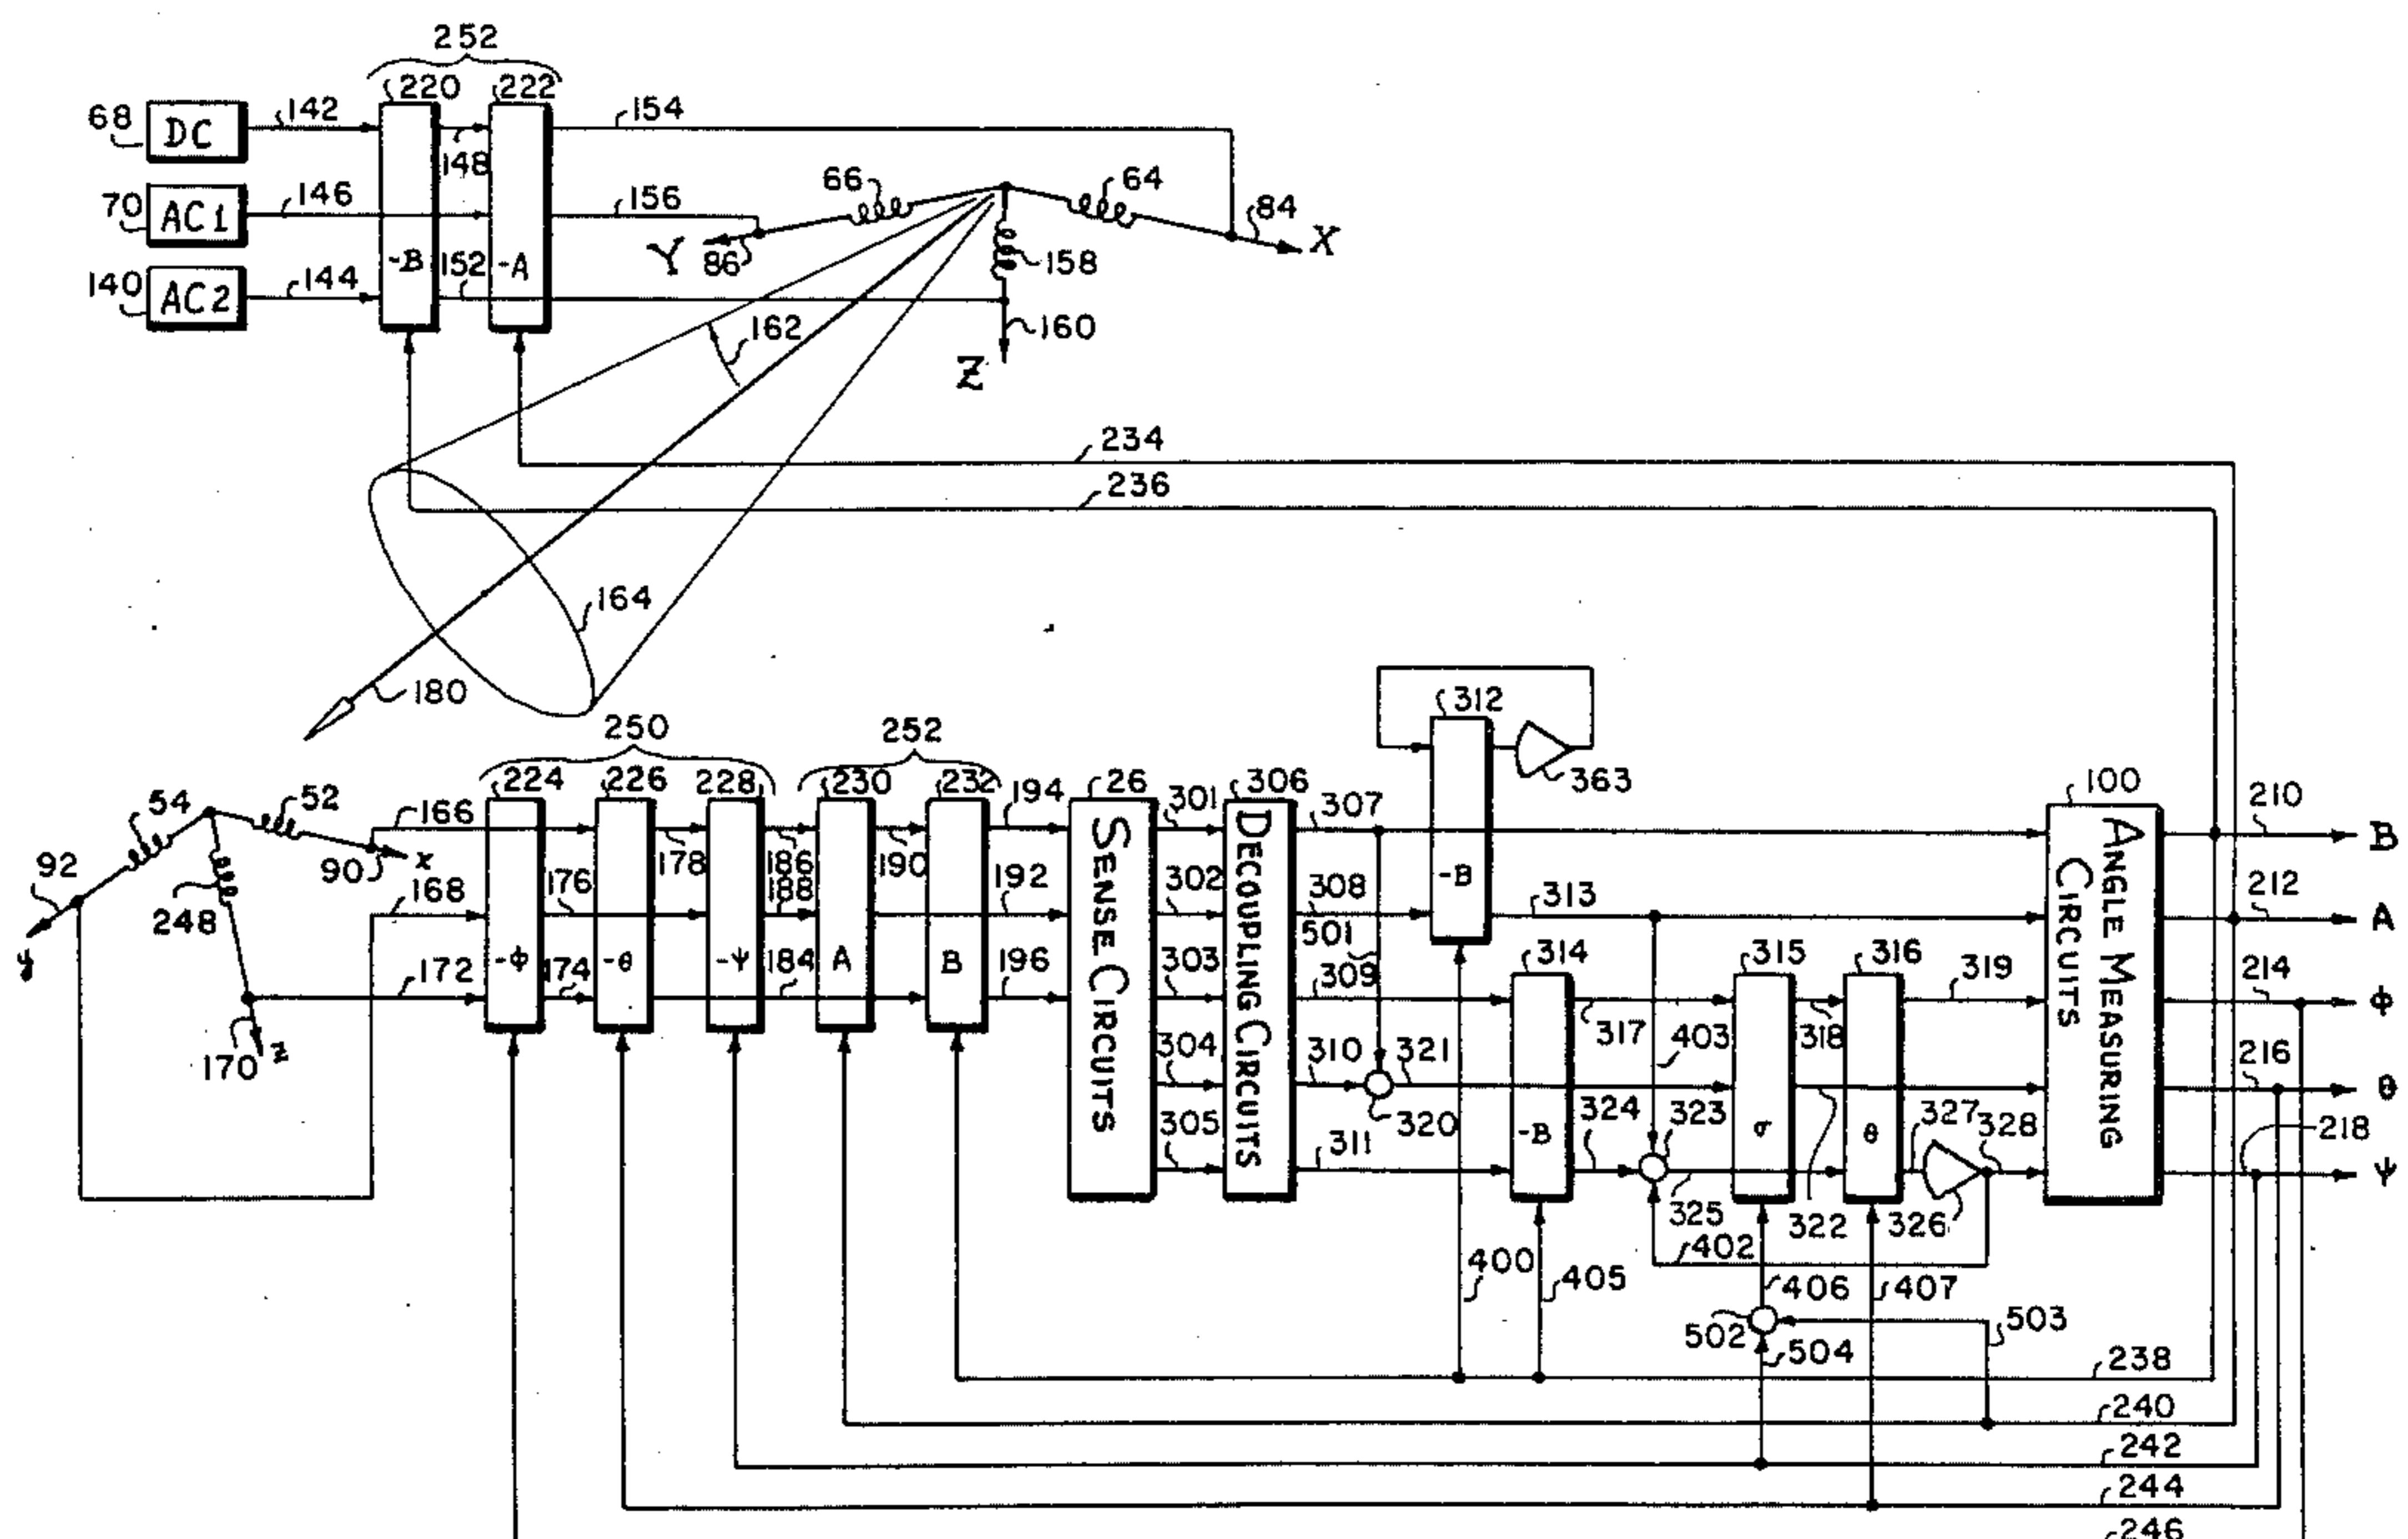 252
220 222
68 DC 142 148 154
70 AC1 146 156 66 64 84 X
Y 86
-B 152 -A 158
140 AC2 144 162 160
Z
234
236
164
180
250 252 312
363
54 52 166 224 226 228 230 232 194 26 301 306 307 100 210 B
92 90 x 178 186 190
168 176 188 192 302 308 -B 313 212 A
y 248 501
-φ 174 -θ -ψ 184 A B 196 303 309 314 315 316 319 214 φ
172
170 z 317 318
304 310 321 403 216 θ
320 324 323 327 328 218
305 311 -B σ θ ψ
325 322 326
SENSE CIRCUITS
DECOUPLING CIRCUITS
ANGLE MEASURING CIRCUITS
402
400 405 406 407
502 503
504 238
240
242
244
246